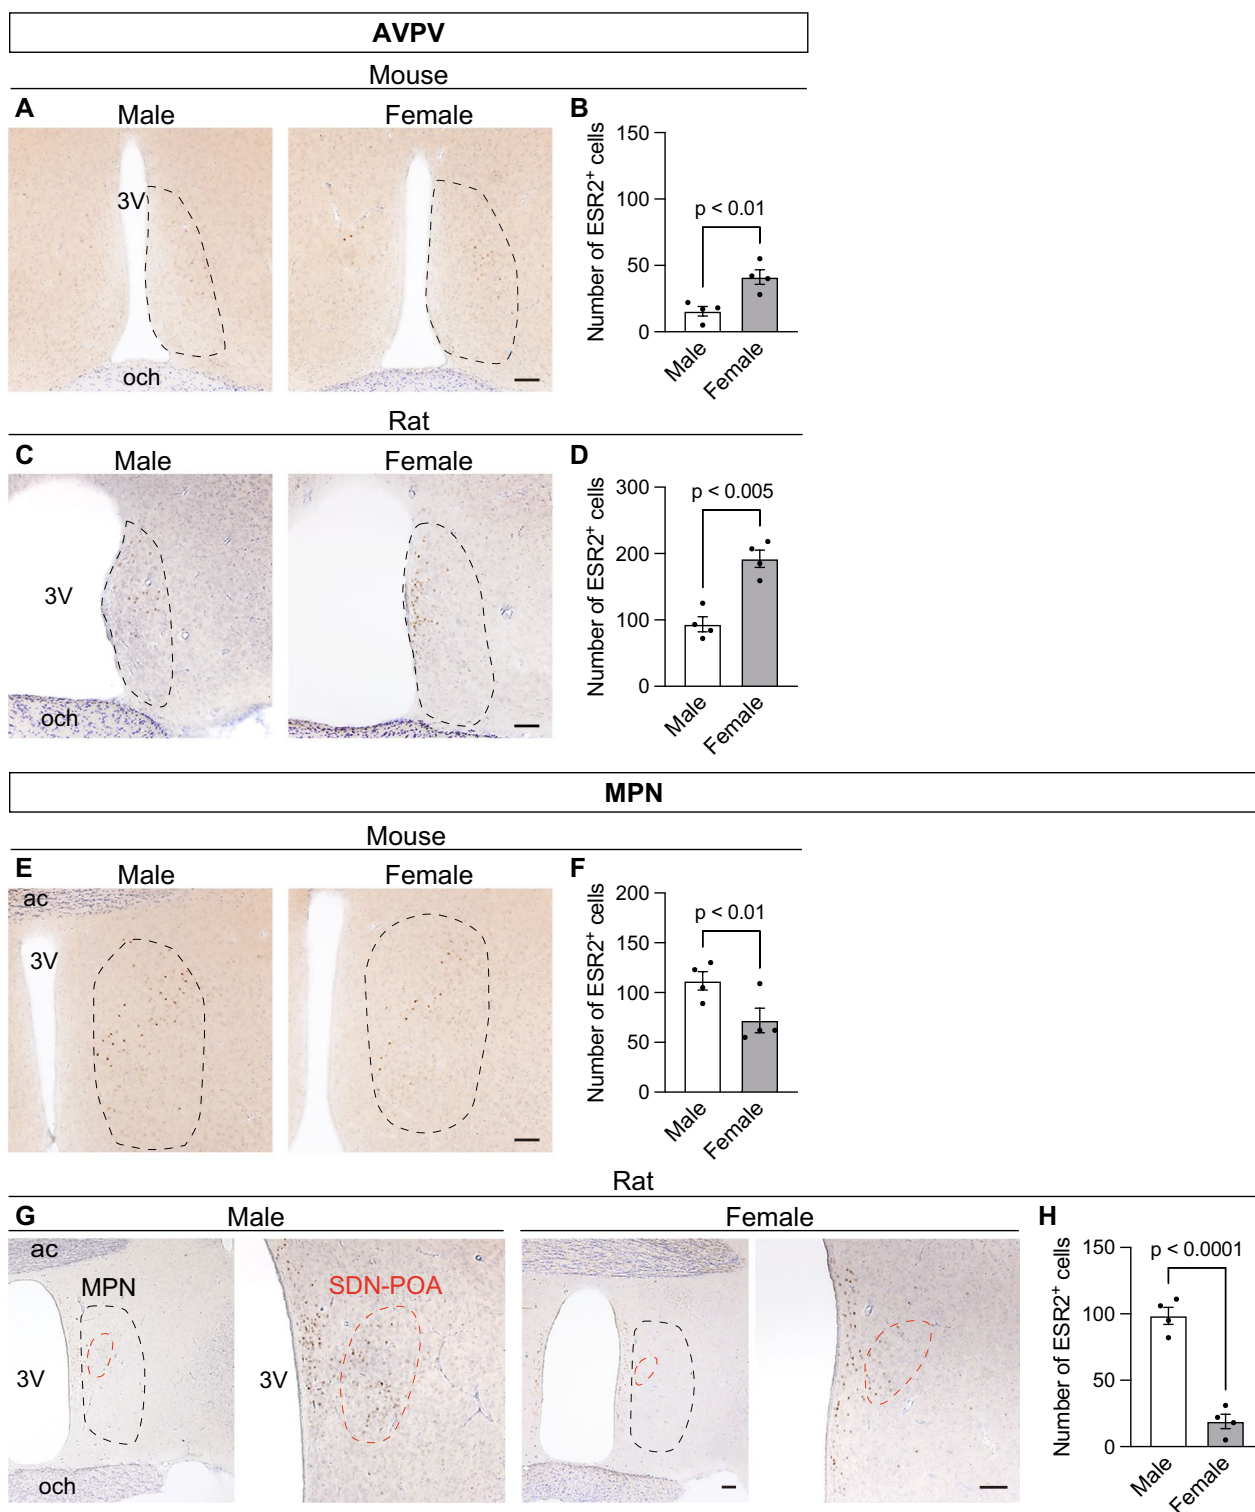 AVPV
Mouse
A
Male
Female
3V
och
B
Number of ESR2+ cells
150
100
50
0
p < 0.01
Male
Female
Rat
C
Male
Female
3V
och
D
Number of ESR2+ cells
300
200
100
0
p < 0.005
Male
Female
MPN
Mouse
E
Male
Female
ac
3V
F
Number of ESR2+ cells
200
150
100
50
0
p < 0.01
Male
Female
Rat
G
Male
Female
ac
MPN
3V
och
SDN-POA
3V
H
Number of ESR2+ cells
150
100
50
0
p < 0.0001
Male
Female